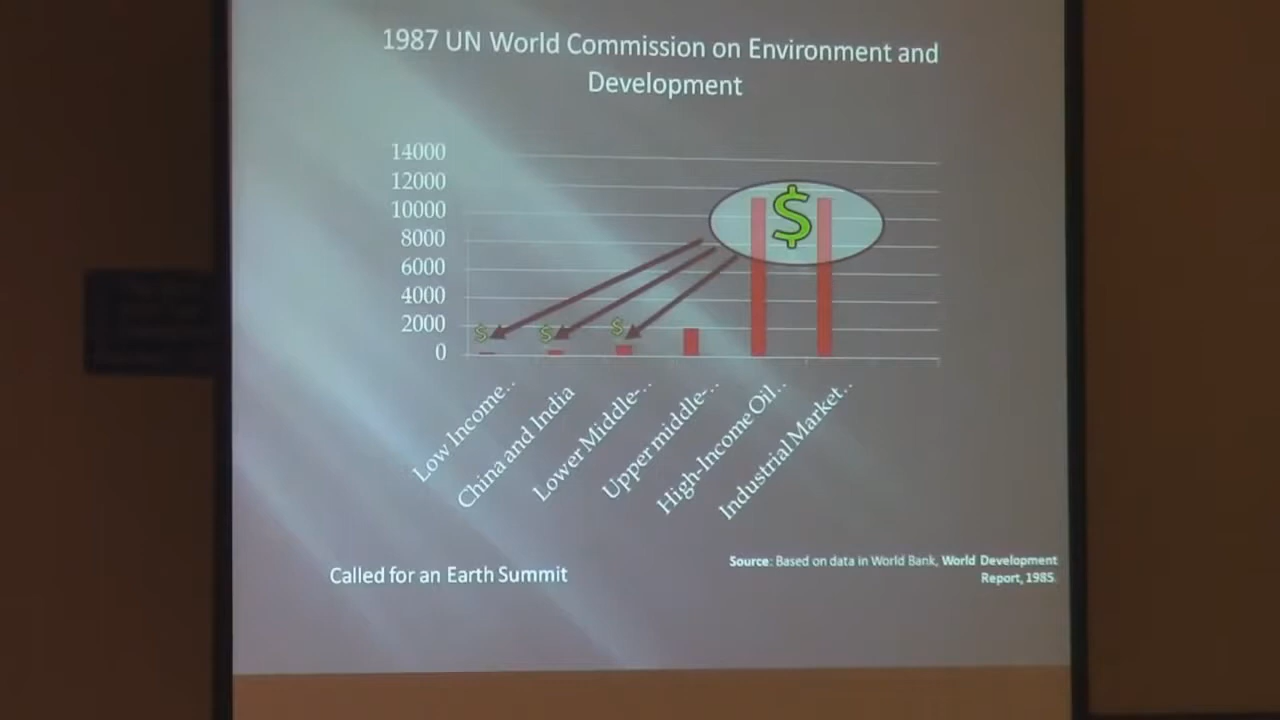 1987 UN World Commission on Environment and
Development
14000
12000
10000
8000
6000
4000
2000
0
$
$
$
$
Low Income..
China and India
Lower Middle-..
Upper middle-..
High-Income Oil..
Industrial Market..
Called for an Earth Summit
Source: Based on data in World Bank, World Development
Report, 1985.